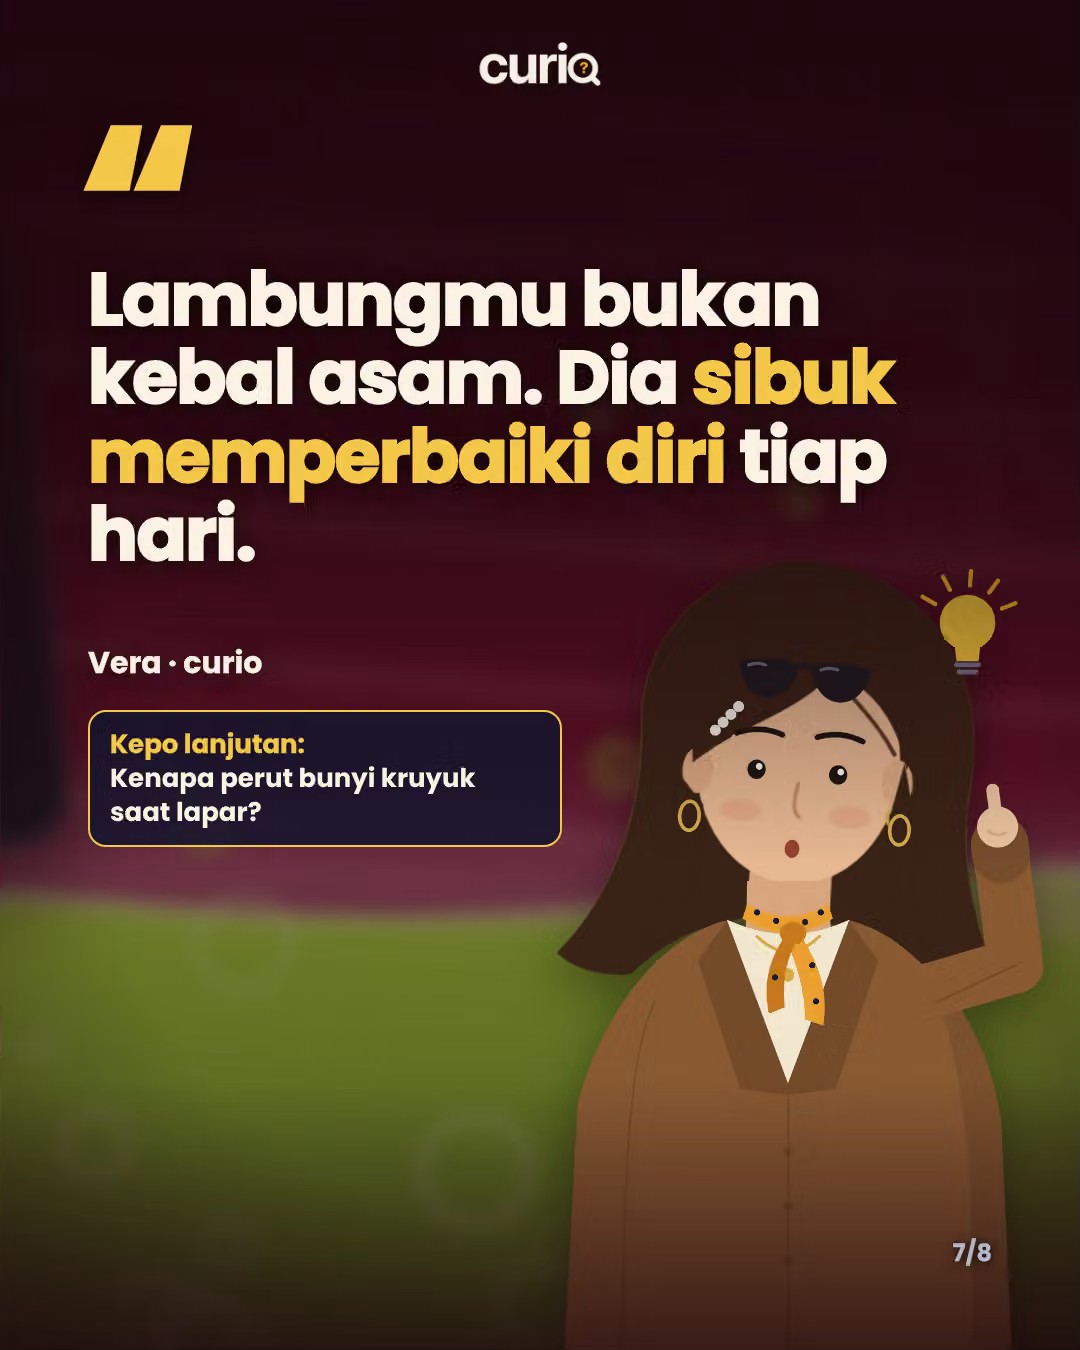 curio
Lambungmu bukan
kebal asam. Dia sibuk
memperbaiki diri tiap
hari.
Vera · curio
Kepo lanjutan:
Kenapa perut bunyi kruyuk
saat lapar?
7/8